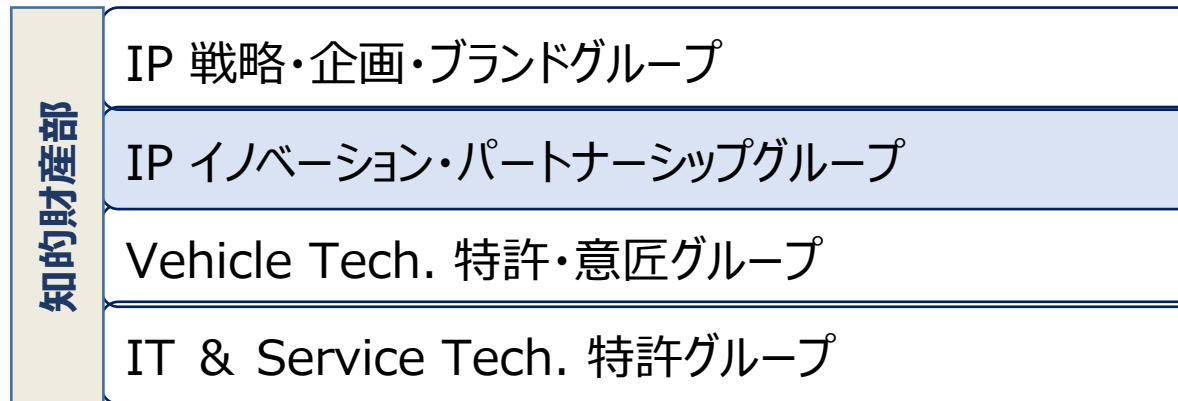 知的財産部
IP 戦略・企画・ブランドグループ
IP イノベーション・パートナーシップグループ
Vehicle Tech. 特許・意匠グループ
IT & Service Tech. 特許グループ